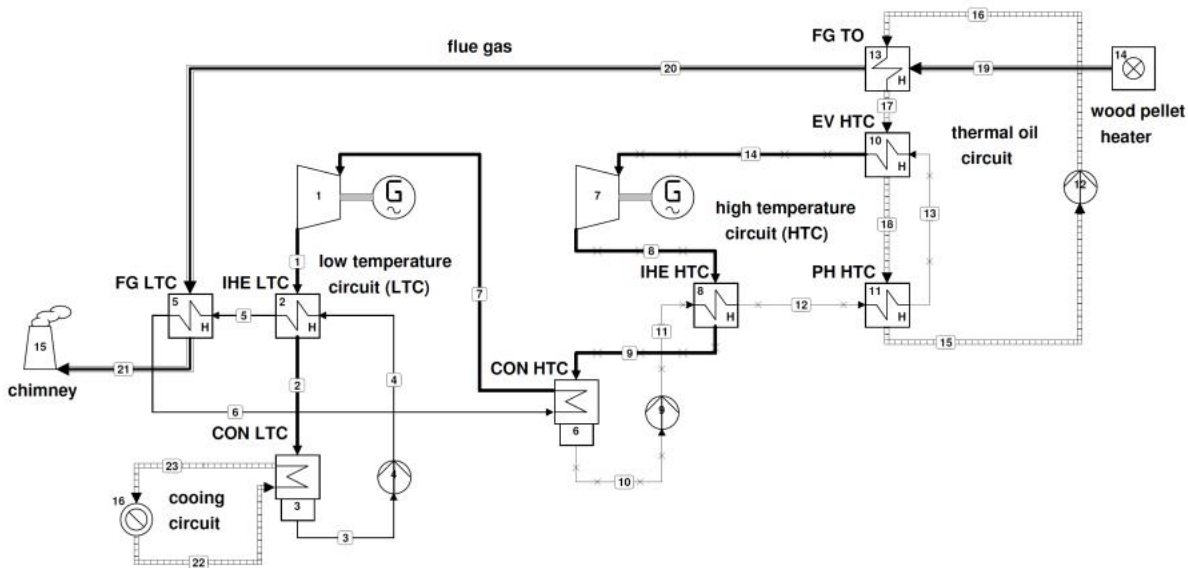 16
FG TO
flue gas
13
H
14
20
19
17
wood pellet
heater
EV HTC
thermal oil
circuit
10
H
14
1
G
7
G
12
high temperature
circuit (HTC)
13
18
8
1
low temperature
circuit (LTC)
IHE HTC
PH HTC
FG LTC
IHE LTC
7
5
H
5
2
H
8
H
12
11
H
15
11
15
9
21
chimney
CON HTC
2
4
6
9
6
CON LTC
10
23
3
4
16
cooing
circuit
3
22